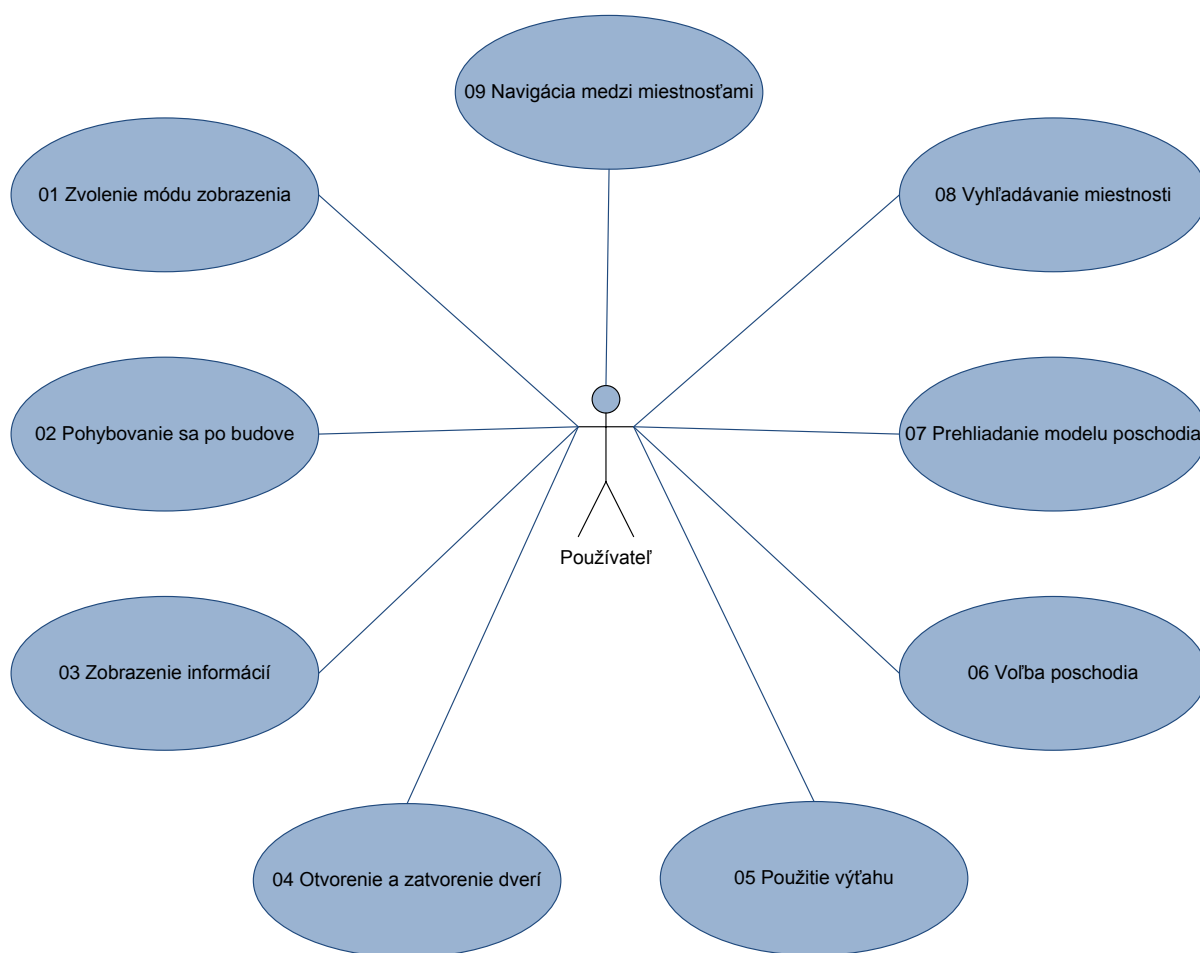 09 Navigácia medzi miestnosťami
01 Zvolenie módu zobrazenia
08 Vyhľadávanie miestnosti
02 Pohybovanie sa po budove
07 Prehliadanie modelu poschodia
Používateľ
03 Zobrazenie informácií
06 Voľba poschodia
04 Otvorenie a zatvorenie dverí
05 Použitie výťahu